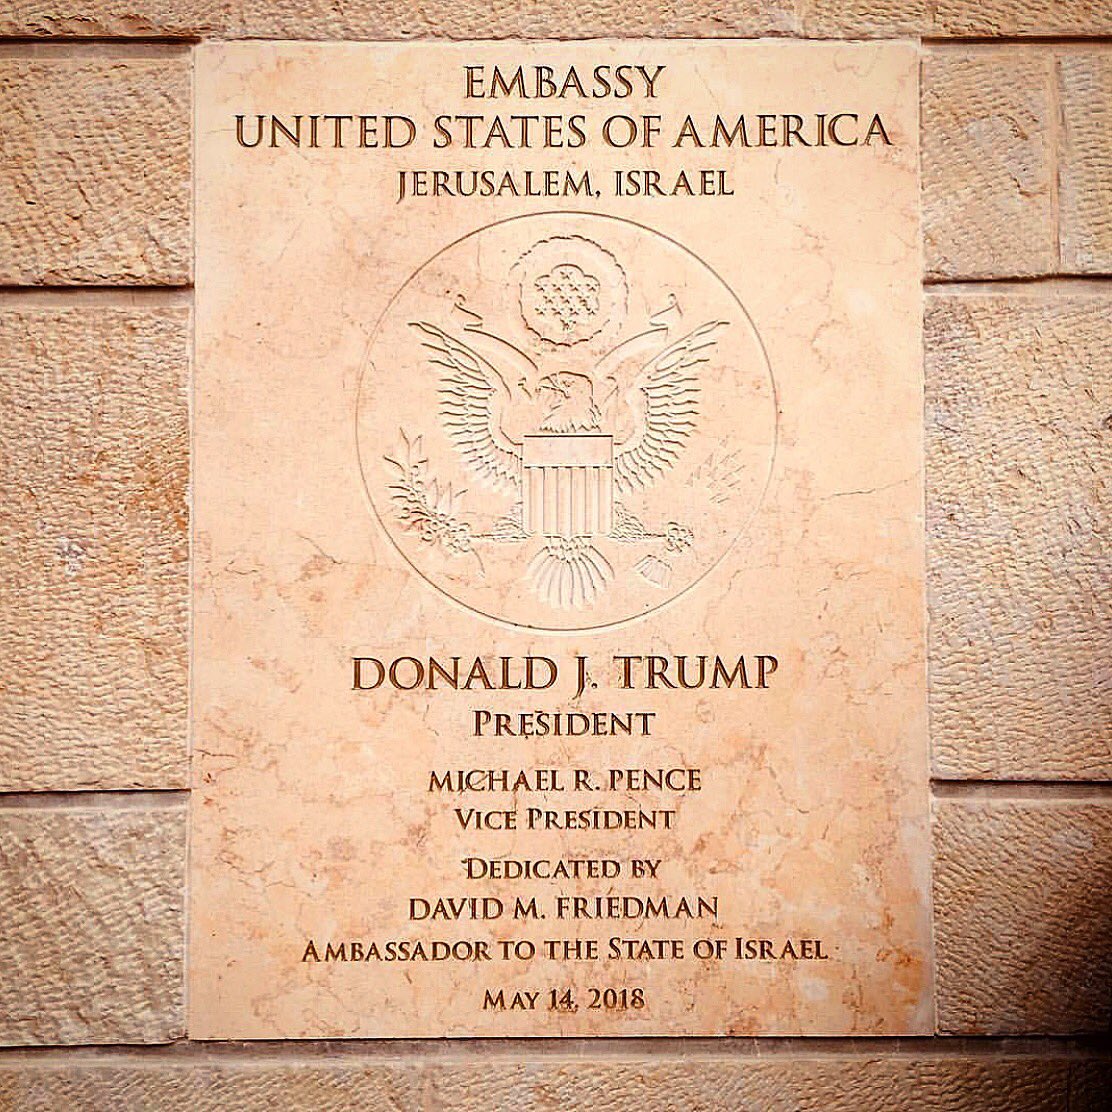 EMBASSY
UNITED STATES OF AMERICA
JERUSALEM, ISRAEL
DONALD J. TRUMP
PRESIDENT
MICHAEL R. PENCE
VICE PRESIDENT
DEDICATED BY
DAVID M. FRIEDMAN
AMBASSADOR TO THE STATE OF ISRAEL
MAY 14, 2018